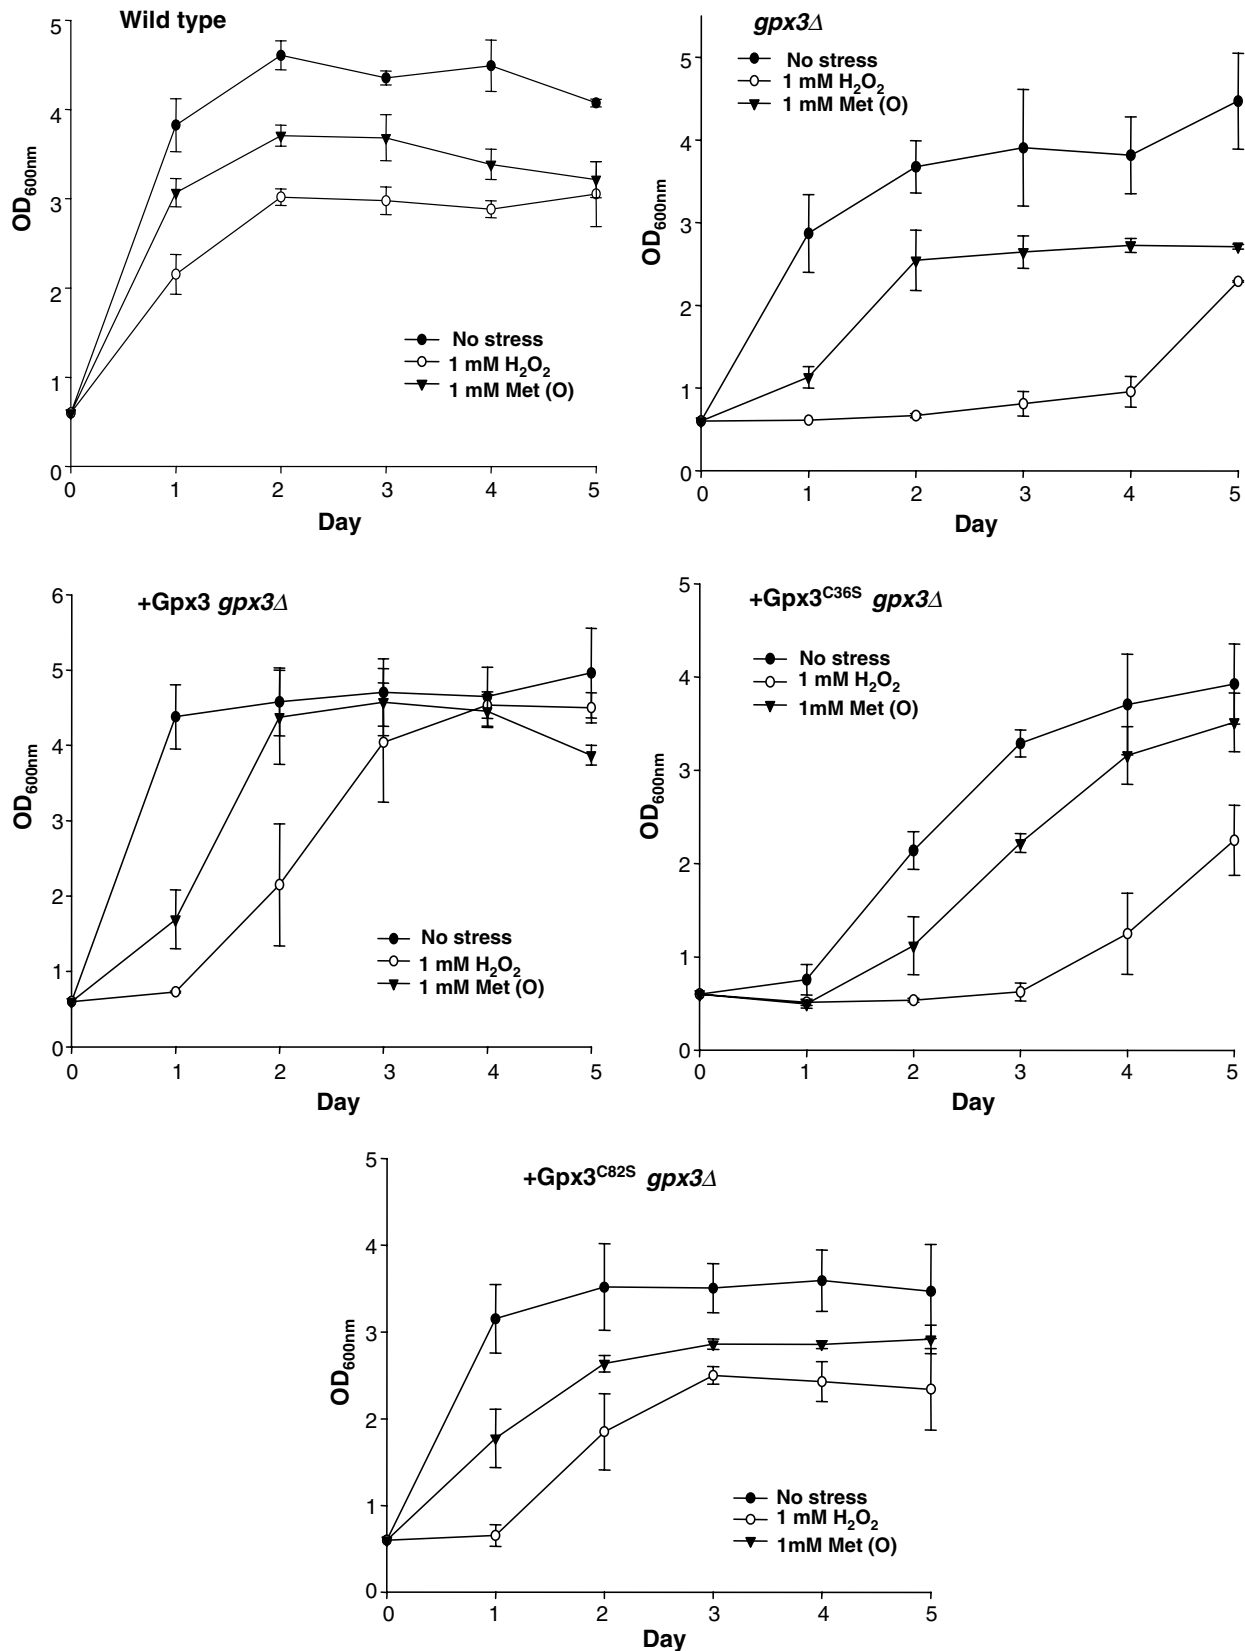 Wild type
No stress
1 mM H₂O₂
1 mM Met (O)
OD₆₀₀ₙₘ
5
4
3
2
1
0
0 1 2 3 4 5
Day
gpx3Δ
No stress
1 mM H₂O₂
1 mM Met (O)
OD₆₀₀ₙₘ
5
4
3
2
1
0
0 1 2 3 4 5
Day
+Gpx3 gpx3Δ
No stress
1 mM H₂O₂
1 mM Met (O)
OD₆₀₀ₙₘ
6
5
4
3
2
1
0
0 1 2 3 4 5
Day
+Gpx3ᶜ³⁶ˢ gpx3Δ
No stress
1 mM H₂O₂
1mM Met (O)
OD₆₀₀ₙₘ
5
4
3
2
1
0
0 1 2 3 4 5
Day
+Gpx3ᶜ⁸²ˢ gpx3Δ
No stress
1 mM H₂O₂
1mM Met (O)
OD₆₀₀ₙₘ
5
4
3
2
1
0
0 1 2 3 4 5
Day